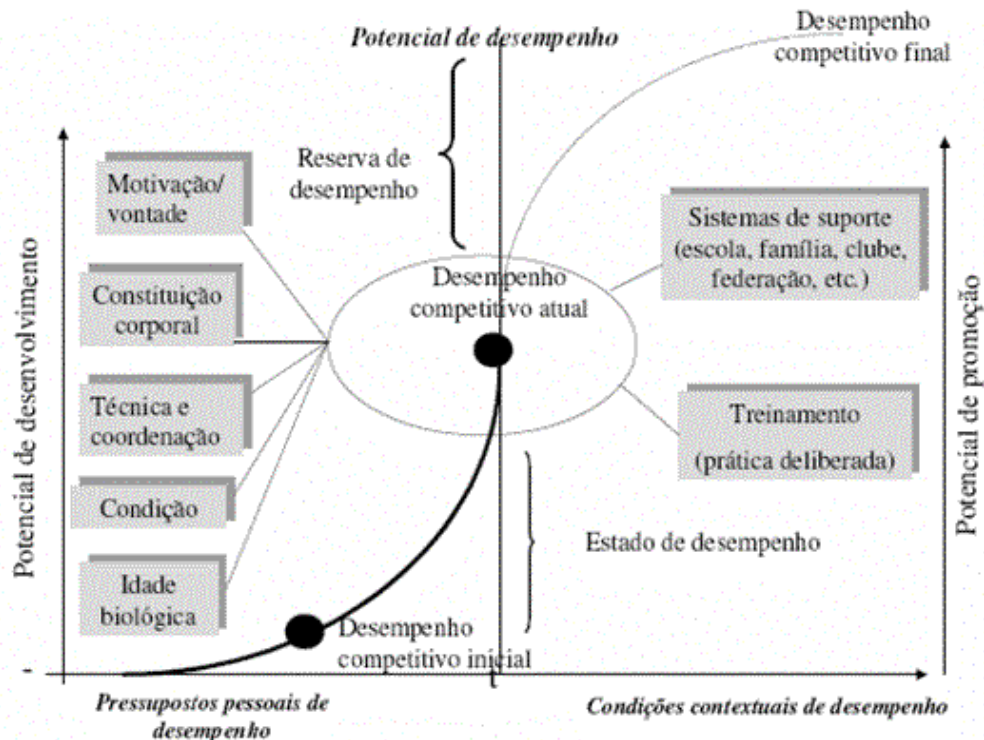 Potencial de desempenho
Desempenho
competitivo final
Reserva de
desempenho
Motivação/
vontade
Constituição
corporal
Técnica e
coordenação
Condição
Idade
biológica
Potencial de desenvolvimento
Desempenho
competitivo atual
Sistemas de suporte
(escola, família, clube,
federação, etc.)
Treinamento
(prática deliberada)
Potencial de promoção
Estado de desempenho
Desempenho
competitivo inicial
-
t
Pressupostos pessoais de
desempenho
Condições contextuais de desempenho